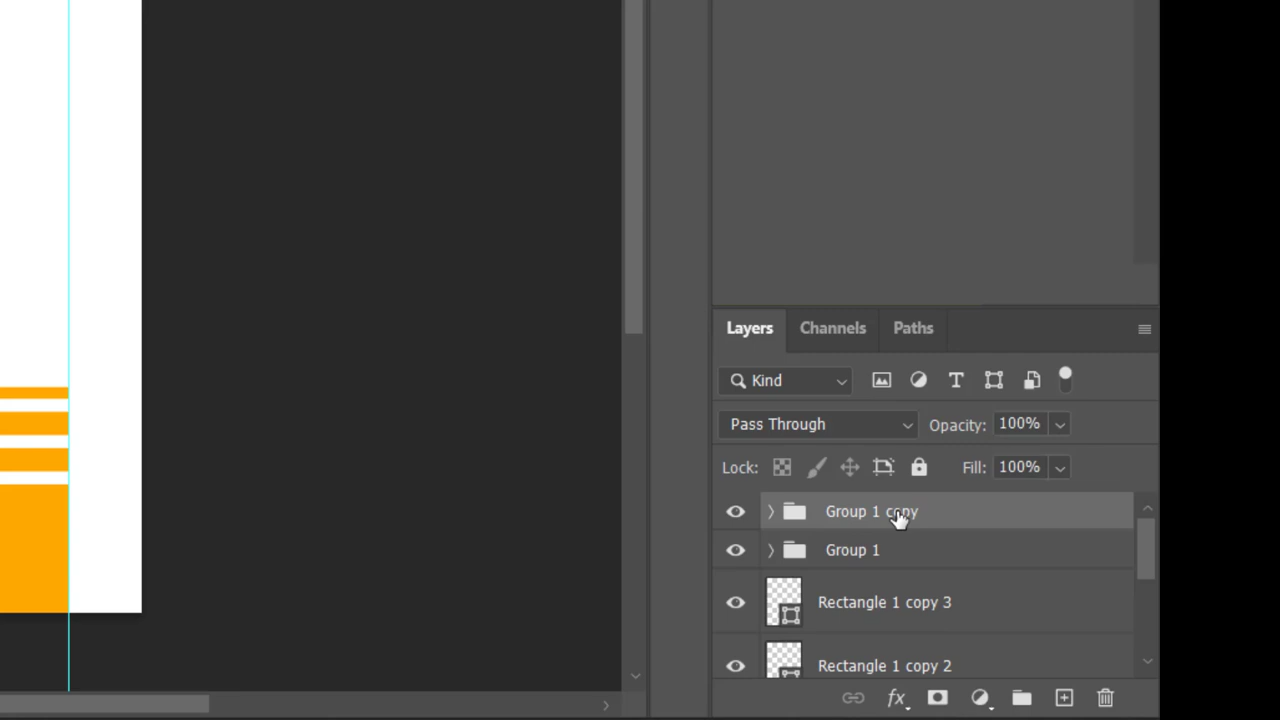 Layers Channels Paths
Kind
Pass Through Opacity: 100%
Lock: Fill: 100%
Group 1 copy
Group 1
Rectangle 1 copy 3
Rectangle 1 copy 2
fx